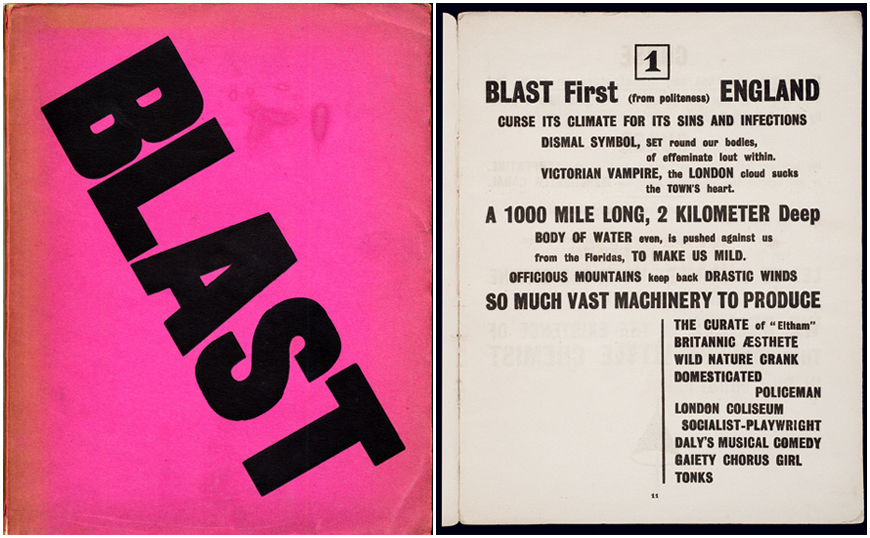 BLAST
1
BLAST First (from politeness) ENGLAND
CURSE ITS CLIMATE FOR ITS SINS AND INFECTIONS
DISMAL SYMBOL, SET round our bodies,
of effeminate lout within.
VICTORIAN VAMPIRE, the LONDON cloud sucks
the TOWN'S heart.
A 1000 MILE LONG, 2 KILOMETER Deep
BODY OF WATER even, is pushed against us
from the Floridas, TO MAKE US MILD.
OFFICIOUS MOUNTAINS keep back DRASTIC WINDS
SO MUCH VAST MACHINERY TO PRODUCE
THE CURATE of "Eltham"
BRITANNIC ÆSTHETE
WILD NATURE CRANK
DOMESTICATED
POLICEMAN
LONDON COLISEUM
SOCIALIST-PLAYWRIGHT
DALY'S MUSICAL COMEDY
GAIETY CHORUS GIRL
TONKS
11